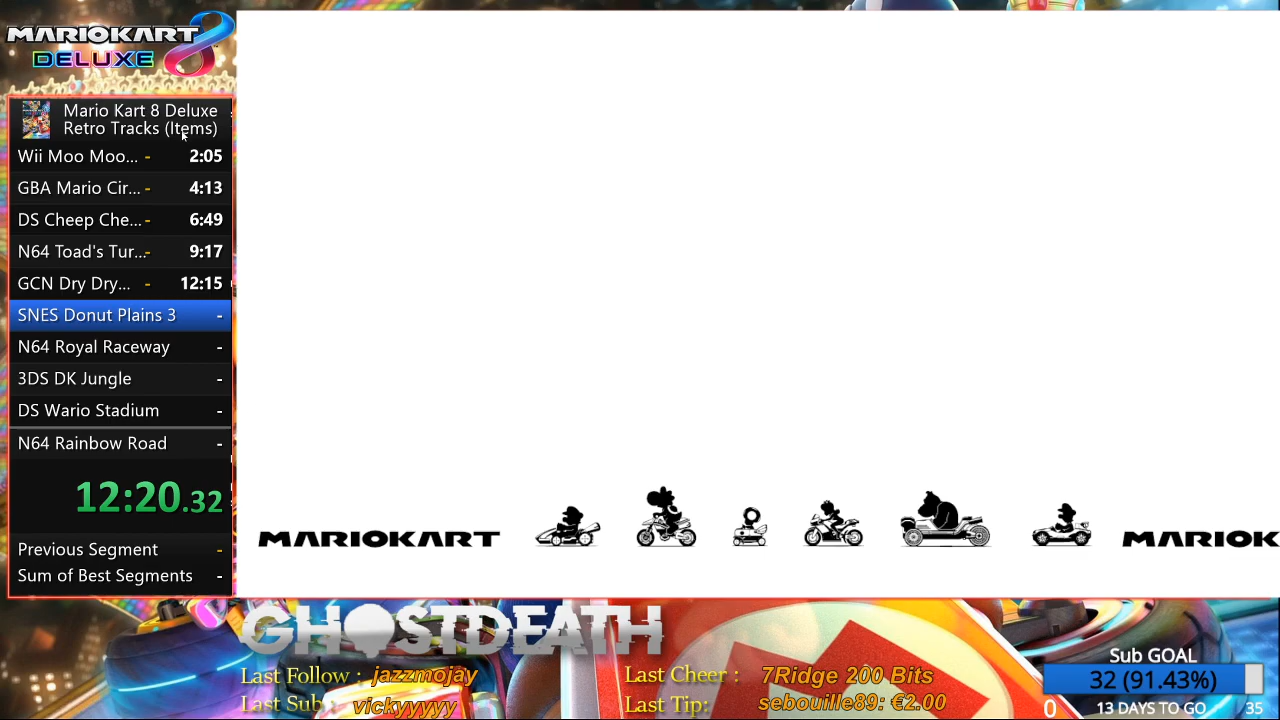 MARIOKART 8
DELUXE
Mario Kart 8 Deluxe
Retro Tracks (Items)
Wii Moo Moo... - 2:05
GBA Mario Cir... - 4:13
DS Cheep Che... - 6:49
N64 Toad's Tur... - 9:17
GCN Dry Dry... - 12:15
SNES Donut Plains 3 -
N64 Royal Raceway -
3DS DK Jungle -
DS Wario Stadium -
N64 Rainbow Road -
12:20.32
Previous Segment -
Sum of Best Segments -
MARIOKART MARIOK
GHOSTDEATH
Last Follow : jazzmojay
Last Sub : vickyyyyy
Last Cheer : 7Ridge 200 Bits
Last Tip: sebouille89: €2.00
Sub GOAL
32 (91.43%)
0 13 DAYS TO GO 35